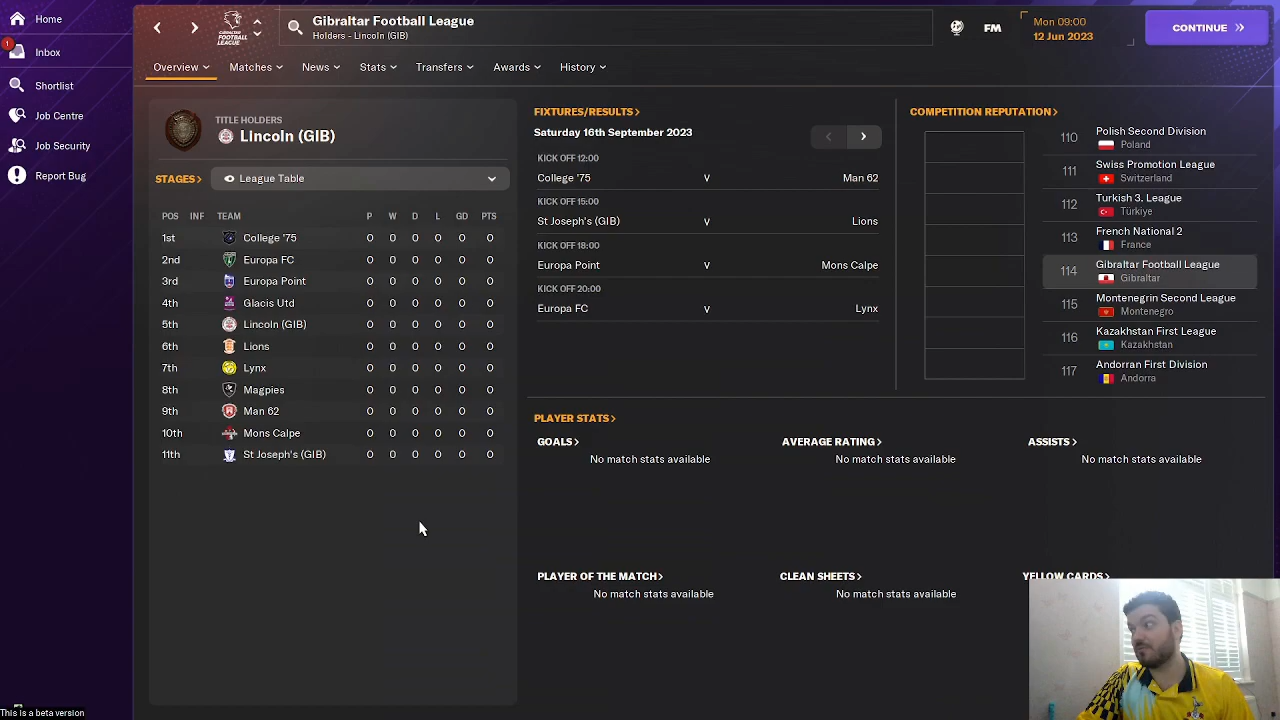 Home
1
Inbox
Shortlist
Job Centre
Job Security
Report Bug
This is a beta version
GIBRALTAR
FOOTBALL
LEAGUE
Gibraltar Football League
Holders - Lincoln (GIB)
FM
Mon 09:00
12 Jun 2023
CONTINUE
Overview
Matches
News
Stats
Transfers
Awards
History
TITLE HOLDERS
Lincoln (GIB)
STAGES
League Table
POS INF TEAM P W D L GD PTS
1st College '75 0 0 0 0 0 0
2nd Europa FC 0 0 0 0 0 0
3rd Europa Point 0 0 0 0 0 0
4th Glacis Utd 0 0 0 0 0 0
5th Lincoln (GIB) 0 0 0 0 0 0
6th Lions 0 0 0 0 0 0
7th Lynx 0 0 0 0 0 0
8th Magpies 0 0 0 0 0 0
9th Man 62 0 0 0 0 0 0
10th Mons Calpe 0 0 0 0 0 0
11th St Joseph's (GIB) 0 0 0 0 0 0
FIXTURES/RESULTS
Saturday 16th September 2023
KICK OFF 12:00
College '75 v Man 62
KICK OFF 15:00
St Joseph's (GIB) v Lions
KICK OFF 18:00
Europa Point v Mons Calpe
KICK OFF 20:00
Europa FC v Lynx
COMPETITION REPUTATION
110 Polish Second Division
Poland
111 Swiss Promotion League
Switzerland
112 Turkish 3. League
Türkiye
113 French National 2
France
114 Gibraltar Football League
Gibraltar
115 Montenegrin Second League
Montenegro
116 Kazakhstan First League
Kazakhstan
117 Andorran First Division
Andorra
PLAYER STATS
GOALS
No match stats available
AVERAGE RATING
No match stats available
ASSISTS
No match stats available
PLAYER OF THE MATCH
No match stats available
CLEAN SHEETS
No match stats available
YELLOW CARDS